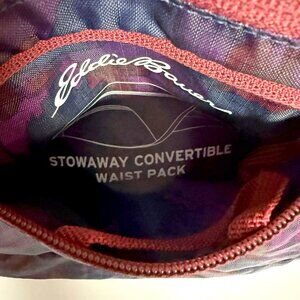 Eddie Bauer
STOWAWAY CONVERTIBLE
WAIST PACK